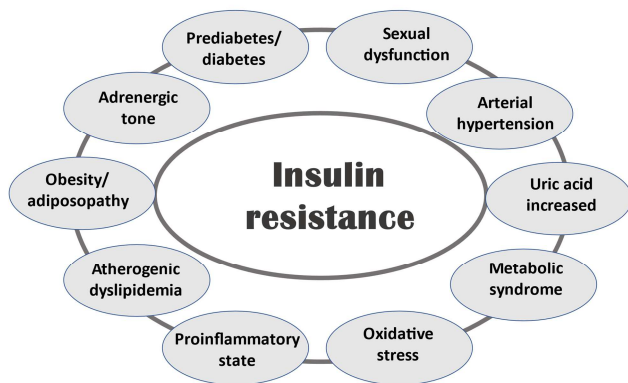 Prediabetes/
diabetes
Sexual
dysfunction
Adrenergic
tone
Arterial
hypertension
Obesity/
adiposopathy
Insulin
resistance
Uric acid
increased
Atherogenic
dyslipidemia
Metabolic
syndrome
Proinflammatory
state
Oxidative
stress